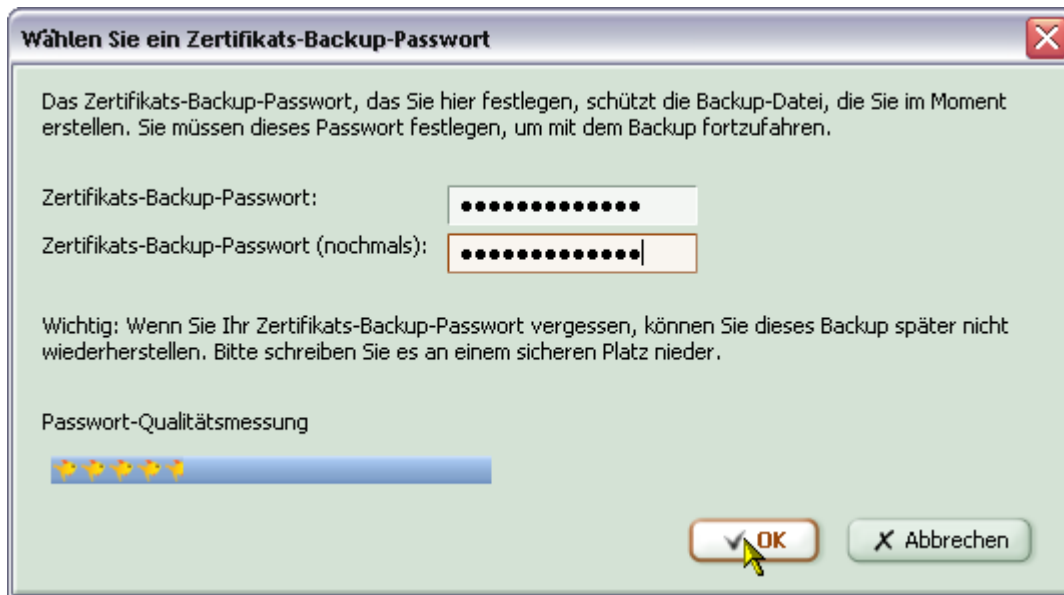 Wählen Sie ein Zertifikats-Backup-Passwort
Das Zertifikats-Backup-Passwort, das Sie hier festlegen, schützt die Backup-Datei, die Sie im Moment
erstellen. Sie müssen dieses Passwort festlegen, um mit dem Backup fortzufahren.
Zertifikats-Backup-Passwort:
Zertifikats-Backup-Passwort (nochmals):
Wichtig: Wenn Sie Ihr Zertifikats-Backup-Passwort vergessen, können Sie dieses Backup später nicht
wiederherstellen. Bitte schreiben Sie es an einem sicheren Platz nieder.
Passwort-Qualitätsmessung
OK
Abbrechen